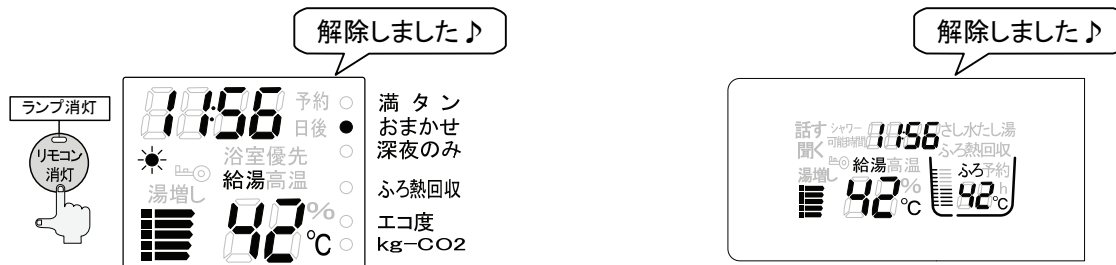 解除しました♪
ランプ消灯
リモコン
消灯
11:56
予約
日後
浴室優先
給湯高温
湯増し
42
%
℃
満タン
おまかせ
深夜のみ
ふろ熱回収
エコ度
kg-CO2
解除しました♪
話す
聞く
シャワー
可能時間
11:56
さし水たし湯
ふろ熱回収
給湯高温
湯増し
42
%
℃
ふろ予約
42
h
℃